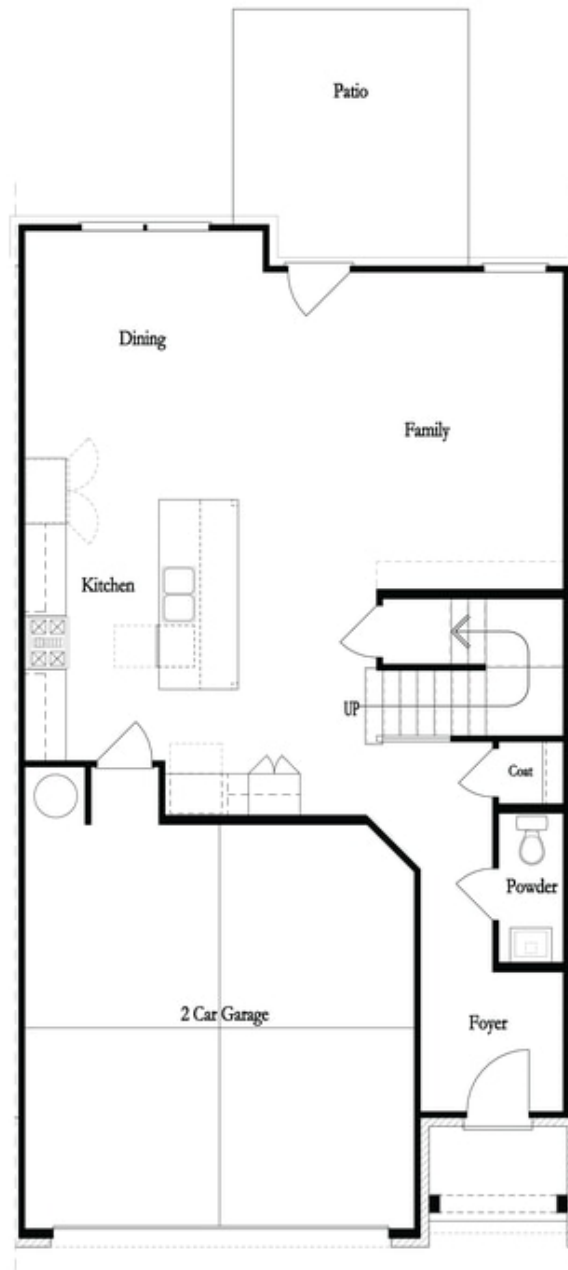 Patio
Dining
Family
Kitchen
UP
Coat
Powder
2 Car Garage
Foyer